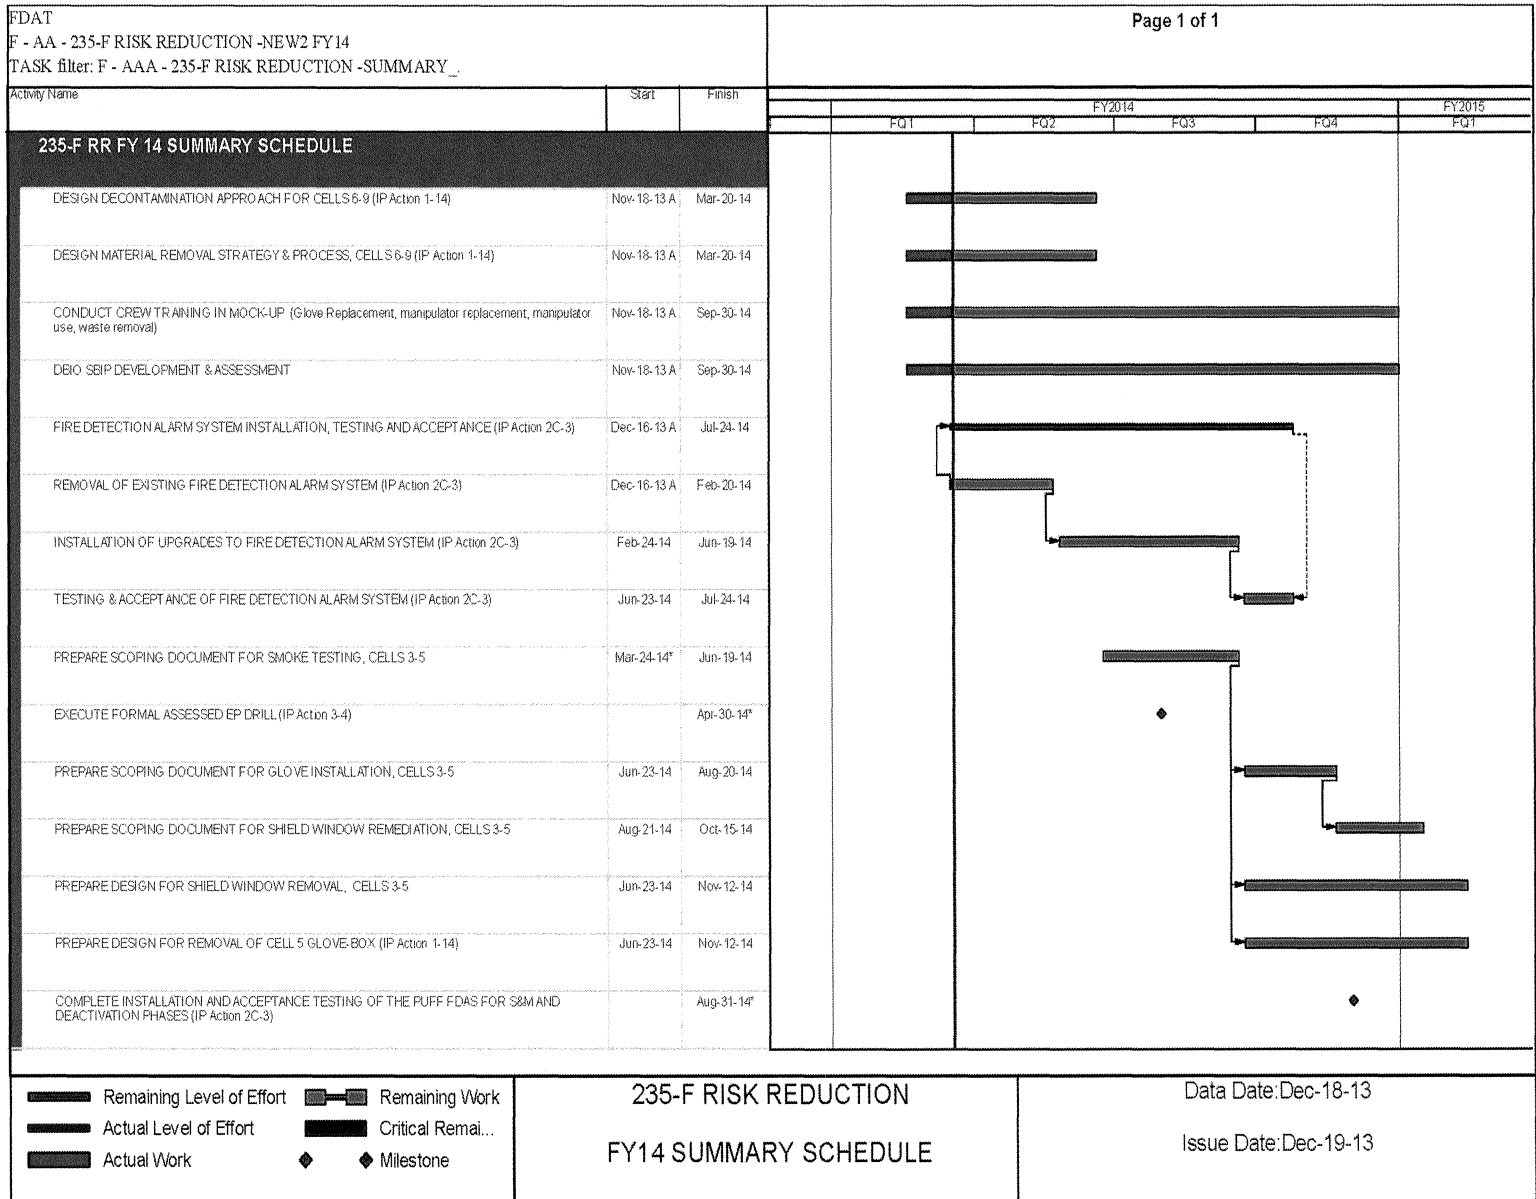 FDAT
F - AA - 235-F RISK REDUCTION -NEW2 FY14
TASK filter: F - AAA - 235-F RISK REDUCTION -SUMMARY_.
Page 1 of 1
Activity Name Start Finish
FY2014 FY2015
FQ1 FQ2 FQ3 FQ4 FQ1
235-F RR FY 14 SUMMARY SCHEDULE
DESIGN DECONTAMINATION APPROACH FOR CELLS 6-9 (IP Action 1-14) Nov-18-13 A Mar-20-14
DESIGN MATERIAL REMOVAL STRATEGY & PROCESS, CELLS 6-9 (IP Action 1-14) Nov-18-13 A Mar-20-14
CONDUCT CREW TRAINING IN MOCK-UP (Glove Replacement, manipulator replacement, manipulator Nov-18-13 A Sep-30-14
use, waste removal)
DBIO SBIP DEVELOPMENT & ASSESSMENT Nov-18-13 A Sep-30-14
FIRE DETECTION ALARM SYSTEM INSTALLATION, TESTING AND ACCEPTANCE (IP Action 2C-3) Dec-16-13 A Jul-24-14
REMOVAL OF EXISTING FIRE DETECTION ALARM SYSTEM (IP Action 2C-3) Dec-16-13 A Feb-20-14
INSTALLATION OF UPGRADES TO FIRE DETECTION ALARM SYSTEM (IP Action 2C-3) Feb-24-14 Jun-19-14
TESTING & ACCEPTANCE OF FIRE DETECTION ALARM SYSTEM (IP Action 2C-3) Jun-23-14 Jul-24-14
PREPARE SCOPING DOCUMENT FOR SMOKE TESTING, CELLS 3-5 Mar-24-14* Jun-19-14
EXECUTE FORMAL ASSESSED EP DRILL (IP Action 3-4) Apr-30-14*
PREPARE SCOPING DOCUMENT FOR GLOVE INSTALLATION, CELLS 3-5 Jun-23-14 Aug-20-14
PREPARE SCOPING DOCUMENT FOR SHIELD WINDOW REMEDIATION, CELLS 3-5 Aug-21-14 Oct-15-14
PREPARE DESIGN FOR SHIELD WINDOW REMOVAL, CELLS 3-5 Jun-23-14 Nov-12-14
PREPARE DESIGN FOR REMOVAL OF CELL 5 GLOVE-BOX (IP Action 1-14) Jun-23-14 Nov-12-14
COMPLETE INSTALLATION AND ACCEPTANCE TESTING OF THE PUFF FDAS FOR S&M AND Aug-31-14*
DEACTIVATION PHASES (IP Action 2C-3)
Remaining Level of Effort Remaining Work
Actual Level of Effort Critical Remai...
Actual Work Milestone
235-F RISK REDUCTION
FY14 SUMMARY SCHEDULE
Data Date:Dec-18-13
Issue Date:Dec-19-13